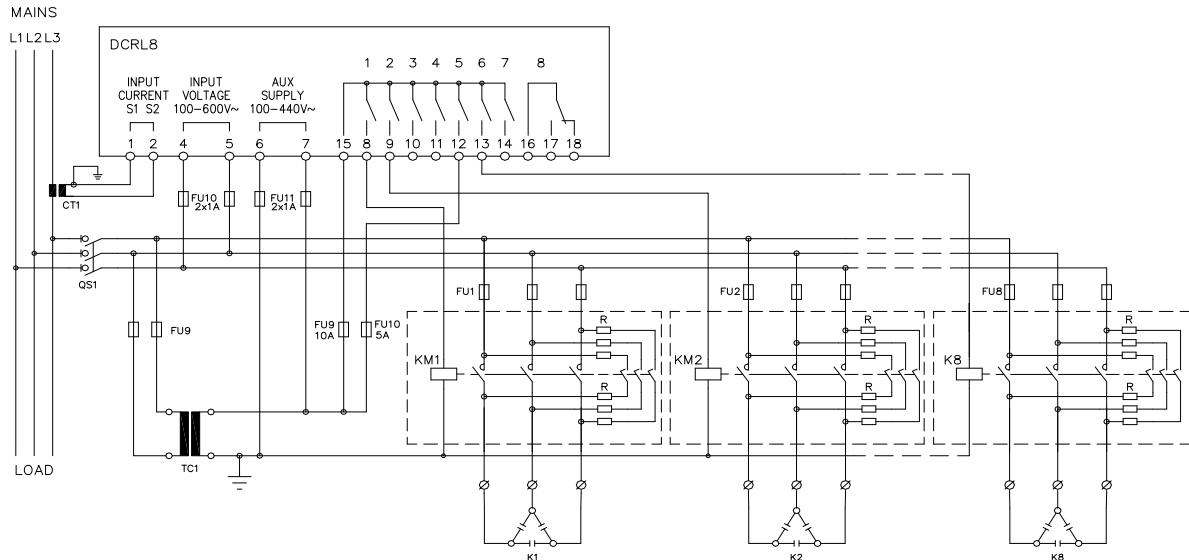 MAINS
L1 L2 L3
DCRL8
1 2 3 4 5 6 7 8
INPUT CURRENT
S1 S2
INPUT VOLTAGE
100–600V~
AUX SUPPLY
100–440V~
1 2 4 5 6 7 15 8 9 10 11 12 13 14 16 17 18
CT1
FU10
2x1A
FU11
2x1A
QS1
FU1
FU2
FU8
FU9
FU9
10A
FU10
5A
R
R
R
KM1
KM2
K8
R
R
R
LOAD
TC1
K1
K2
K8